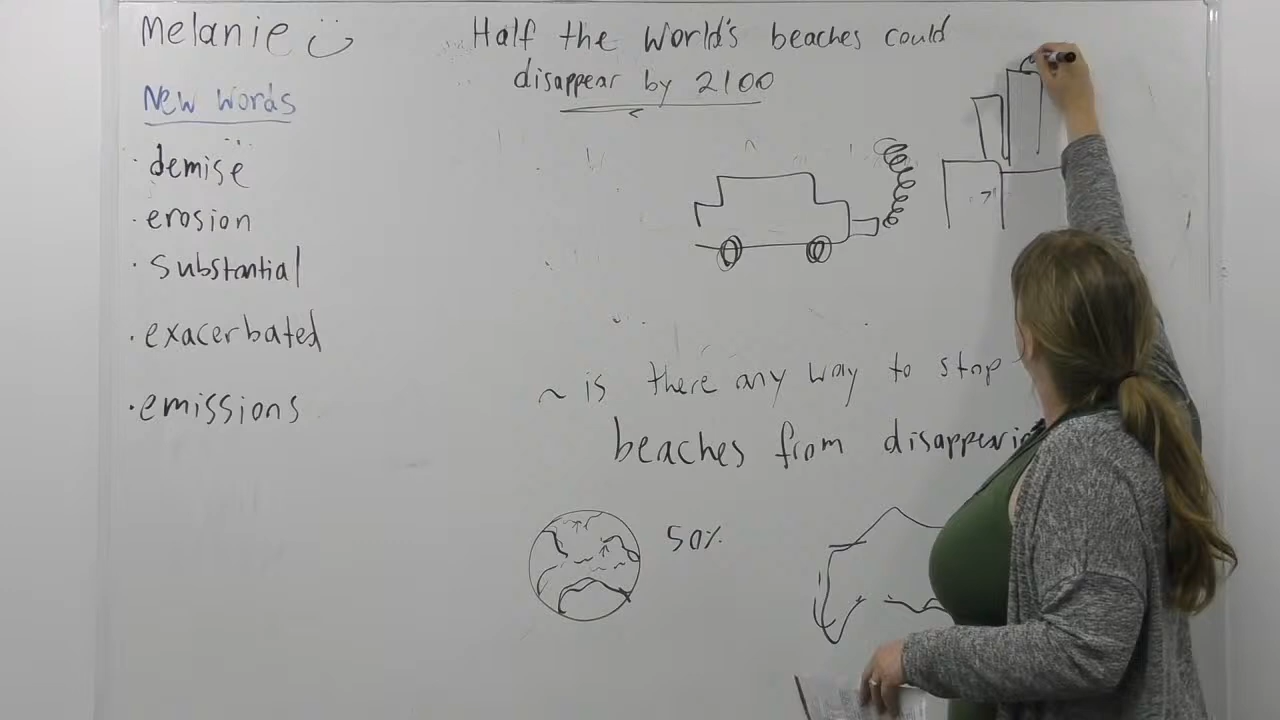 Melanie
New words
· demise
· erosion
· substantial
· exacerbated
· emissions
Half the world's beaches could
disappear by 2100
~ is there any way to stop
beaches from
50%